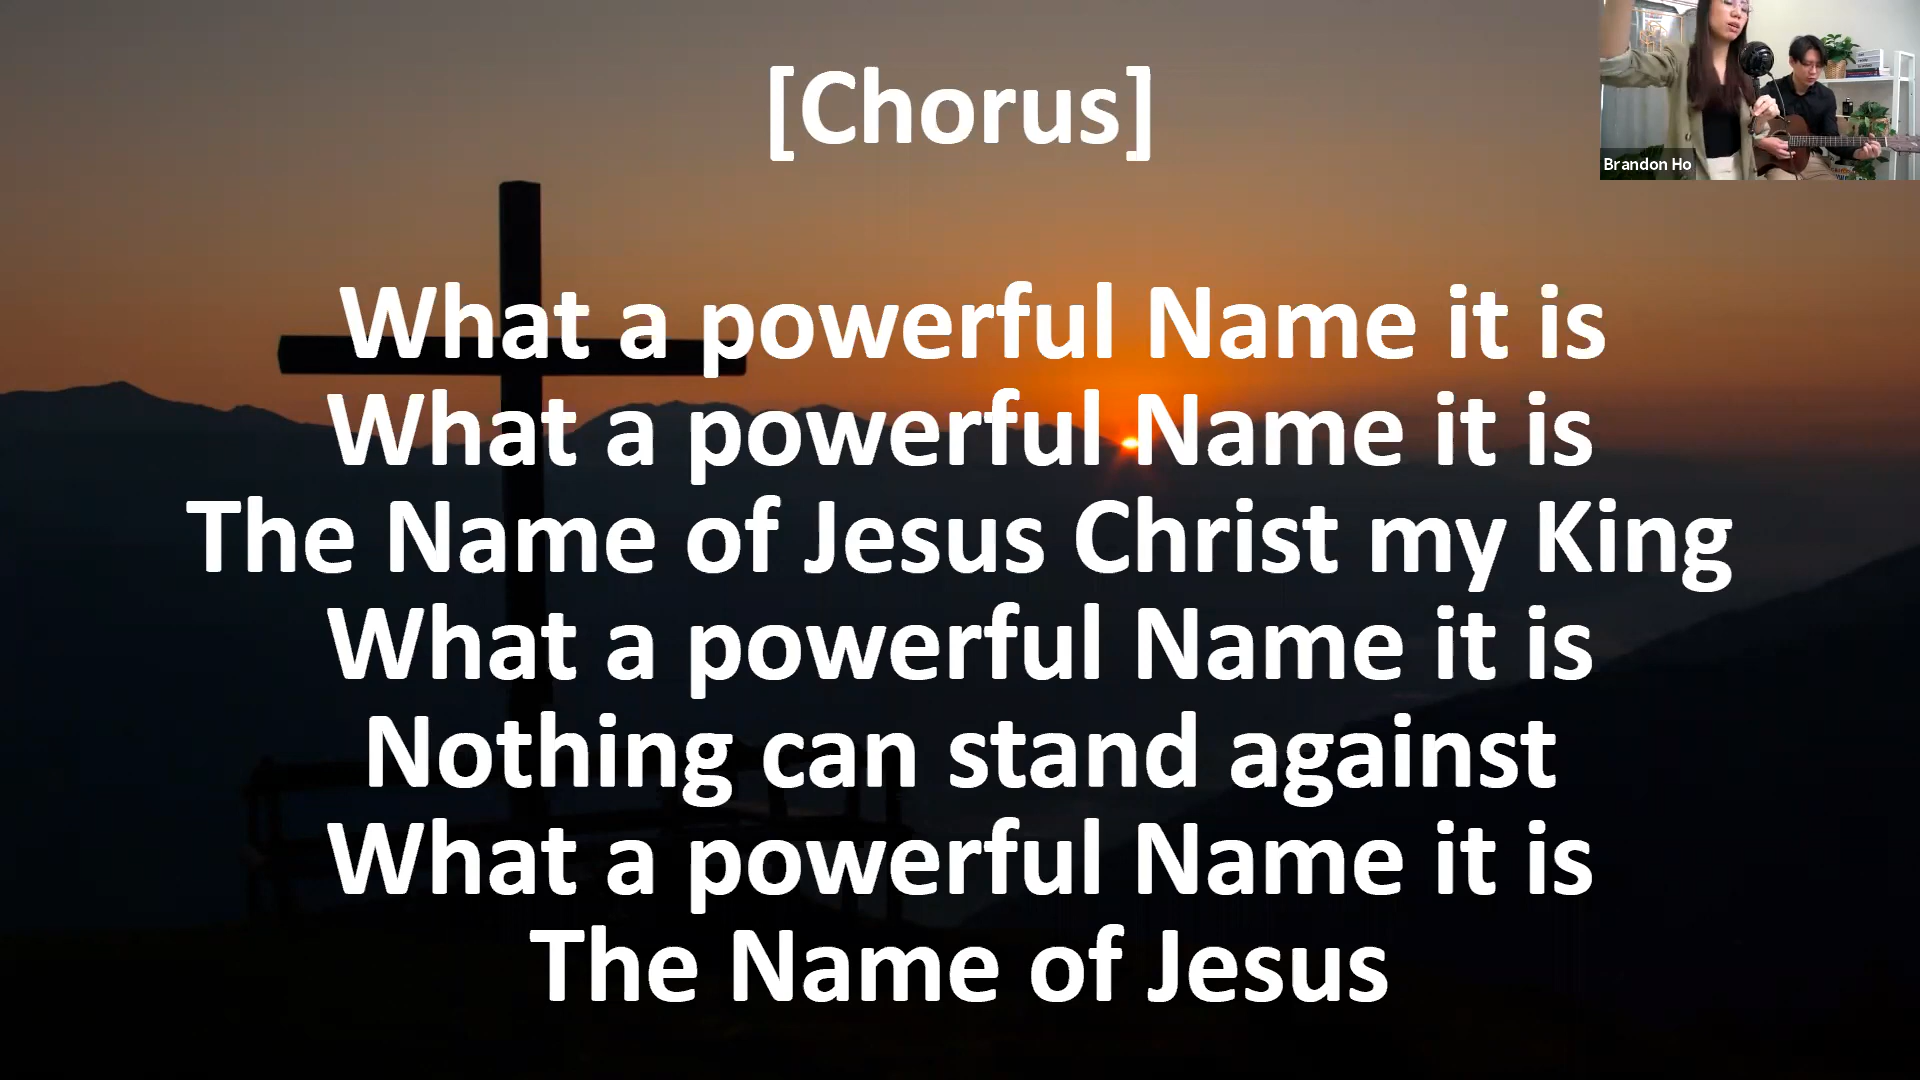 [Chorus]
What a powerful Name it is
What a powerful Name it is
The Name of Jesus Christ my King
What a powerful Name it is
Nothing can stand against
What a powerful Name it is
The Name of Jesus
Brandon Ho